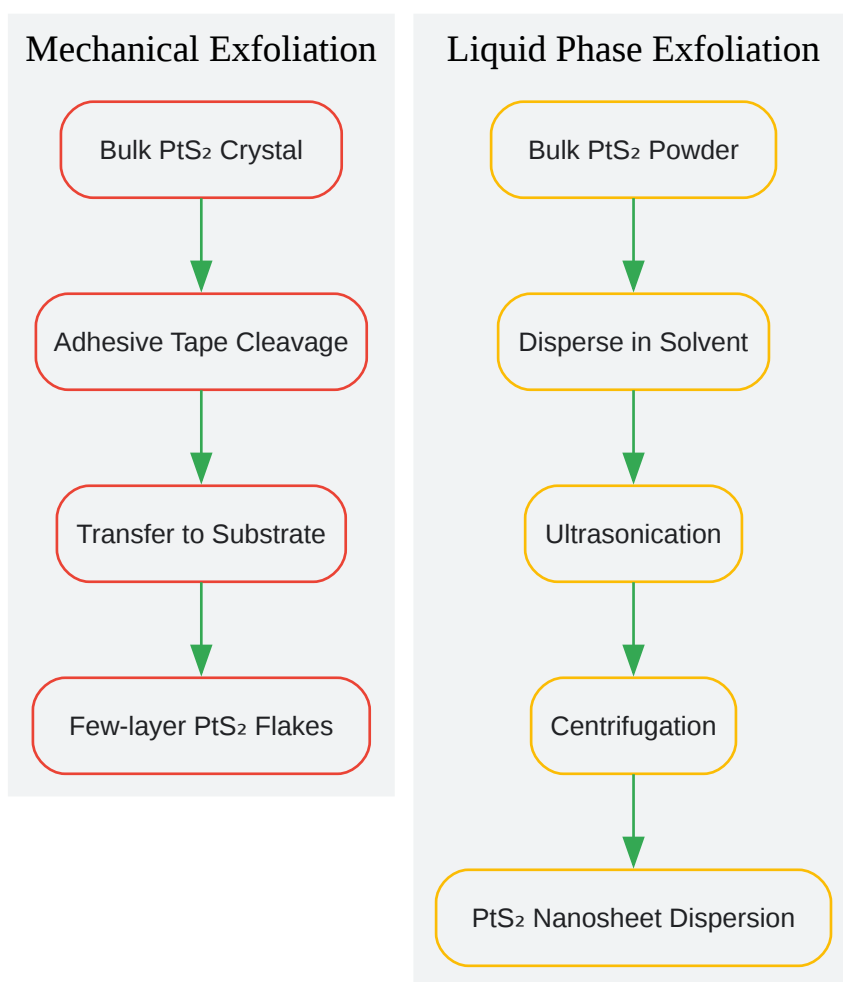 Mechanical Exfoliation
Bulk PtS₂ Crystal
Adhesive Tape Cleavage
Transfer to Substrate
Few-layer PtS₂ Flakes
Liquid Phase Exfoliation
Bulk PtS₂ Powder
Disperse in Solvent
Ultrasonication
Centrifugation
PtS₂ Nanosheet Dispersion